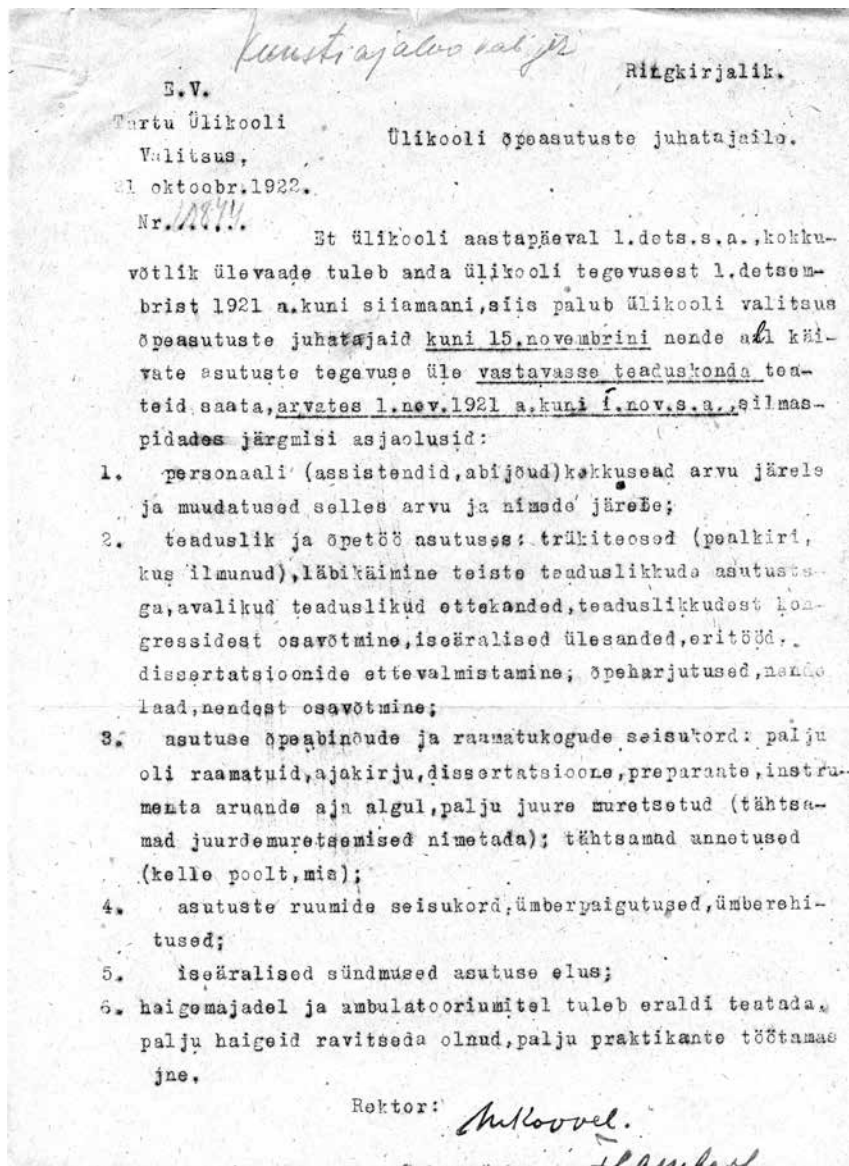 Kunstiajaloo
Ringkirjalik.
E.V.
Tartu Ülikooli
Valitsus.
Ülikooli õpeasutuste juhatajaile.
21 oktoobr.1922.
Nr.
Et ülikooli aastapäeval 1.dets.s.a.,kokku-
võtlik ülevaade tuleb anda ülikooli tegevusest 1.detsem-
brist 1921 a.kuni siiamaani,siis palub ülikooli valitsus
õpeasutuste juhatajaid kuni 15.novembrini nende all käi-
vate asutuste tegevuse üle vastavasse teaduskonda tea-
teid saata,arvates 1.nov.1921 a.kuni 1.nov.s.a.,silmas-
pidades järgmisi asjaolusid:
1. personaali (assistendid,abijõud)kokkusead arvu järele
ja muudatused selles arvu ja nimede järele;
2. teaduslik ja õpetöö asutuses: trükiteosed (pealkiri,
kus ilmunud),läbikäimine teiste teaduslikkude asutuste-
ga,avalikud teaduslikud ettekanded,teaduslikkudest kon-
gressidest osavõtmine,iseäralised ülesanded,eritööd,
dissertatsioonide ettevalmistamine; õpeharjutused,nende
laad,nendest osavõtmine;
3. asutuse õpeabinõude ja raamatukogude seisukord: palju
oli raamatuid,ajakirju,dissertatsioone,preparaate,instru-
menta aruande aja algul,palju juure muretsetud (tähtsa-
mad juurdemuretsemised nimetada); tähtsamad annetused
(kelle poolt,mis);
4. asutuste ruumide seisukord,ümberpaigutused,ümberehi-
tused;
5. iseäralised sündmused asutuse elus;
6. haigemajadel ja ambulatooriumitel tuleb eraldi teatada,
palju haigeid ravitseda olnud,palju praktikante töötamas
jne.
Rektor: